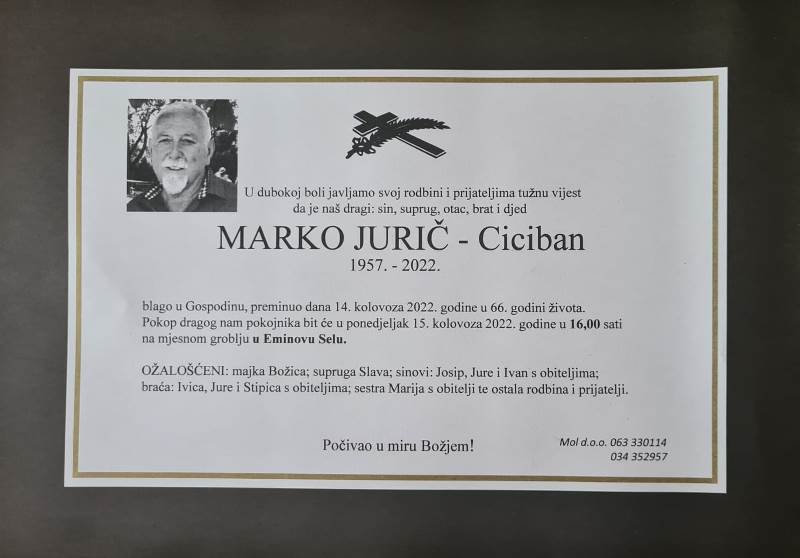 U dubokoj boli javljamo svoj rodbini i prijateljima tužnu vijest
da je naš dragi: sin, suprug, otac, brat i djed
MARKO JURIČ - Ciciban
1957. - 2022.
blago u Gospodinu, preminuo dana 14. kolovoza 2022. godine u 66. godini života.
Pokop dragog nam pokojnika bit će u ponedjeljak 15. kolovoza 2022. godine u 16,00 sati
na mjesnom groblju u Eminovu Selu.
OŽALOŠĆENI: majka Božica; supruga Slava; sinovi: Josip, Jure i Ivan s obiteljima;
braća: Ivica, Jure i Stipica s obiteljima; sestra Marija s obitelji te ostala rodbina i prijatelji.
Počivao u miru Božjem!
Mol d.o.o. 063 330114
034 352957